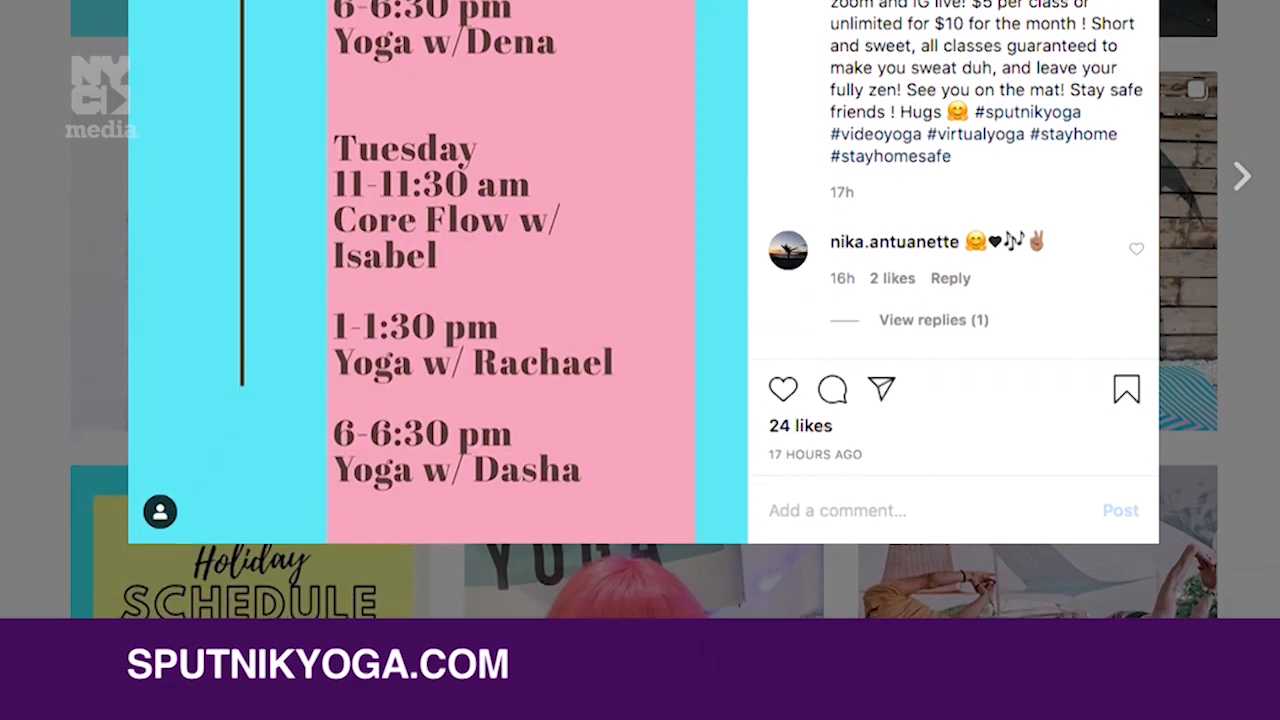 6-6:30 pm
Yoga w/Dena
Tuesday
11-11:30 am
Core Flow w/
Isabel
1-1:30 pm
Yoga w/ Rachael
6-6:30 pm
Yoga w/ Dasha
zoom and IG live! $5 per class or
unlimited for $10 for the month ! Short
and sweet, all classes guaranteed to
make you sweat duh, and leave your
fully zen! See you on the mat! Stay safe
friends ! Hugs 🤗 #sputnikyoga
#videoyoga #virtualyoga #stayhome
#stayhomesafe
17h
nika.antuanette 🤗🖤🎶✌🏽
16h 2 likes Reply
View replies (1)
24 likes
17 HOURS AGO
Add a comment... Post
NYC
media
Holiday
SCHEDULE
YOGA
SPUTNIKYOGA.COM